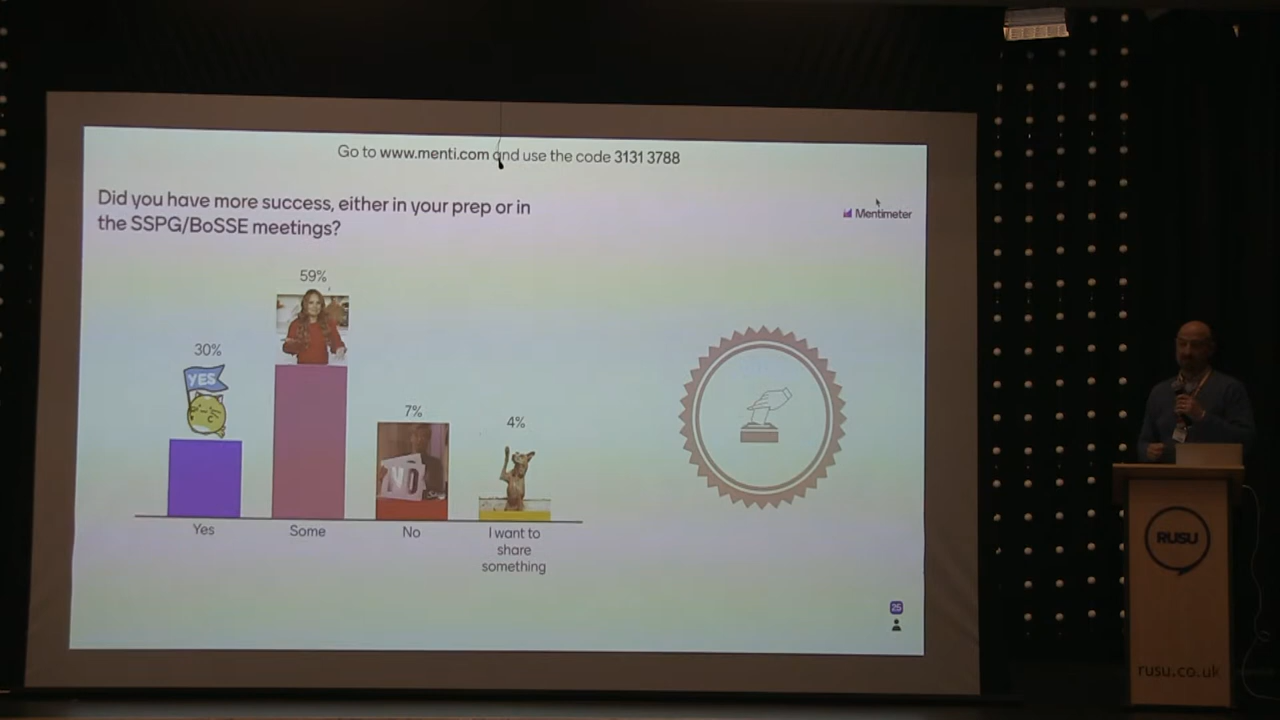 Go to www.menti.com and use the code 3131 3788
Did you have more success, either in your prep or in
the SSPG/BoSSE meetings?
Mentimeter
59%
30%
YES
7%
4%
NO
Yes
Some
No
I want to
share
something
25
RUSU
rusu.co.uk